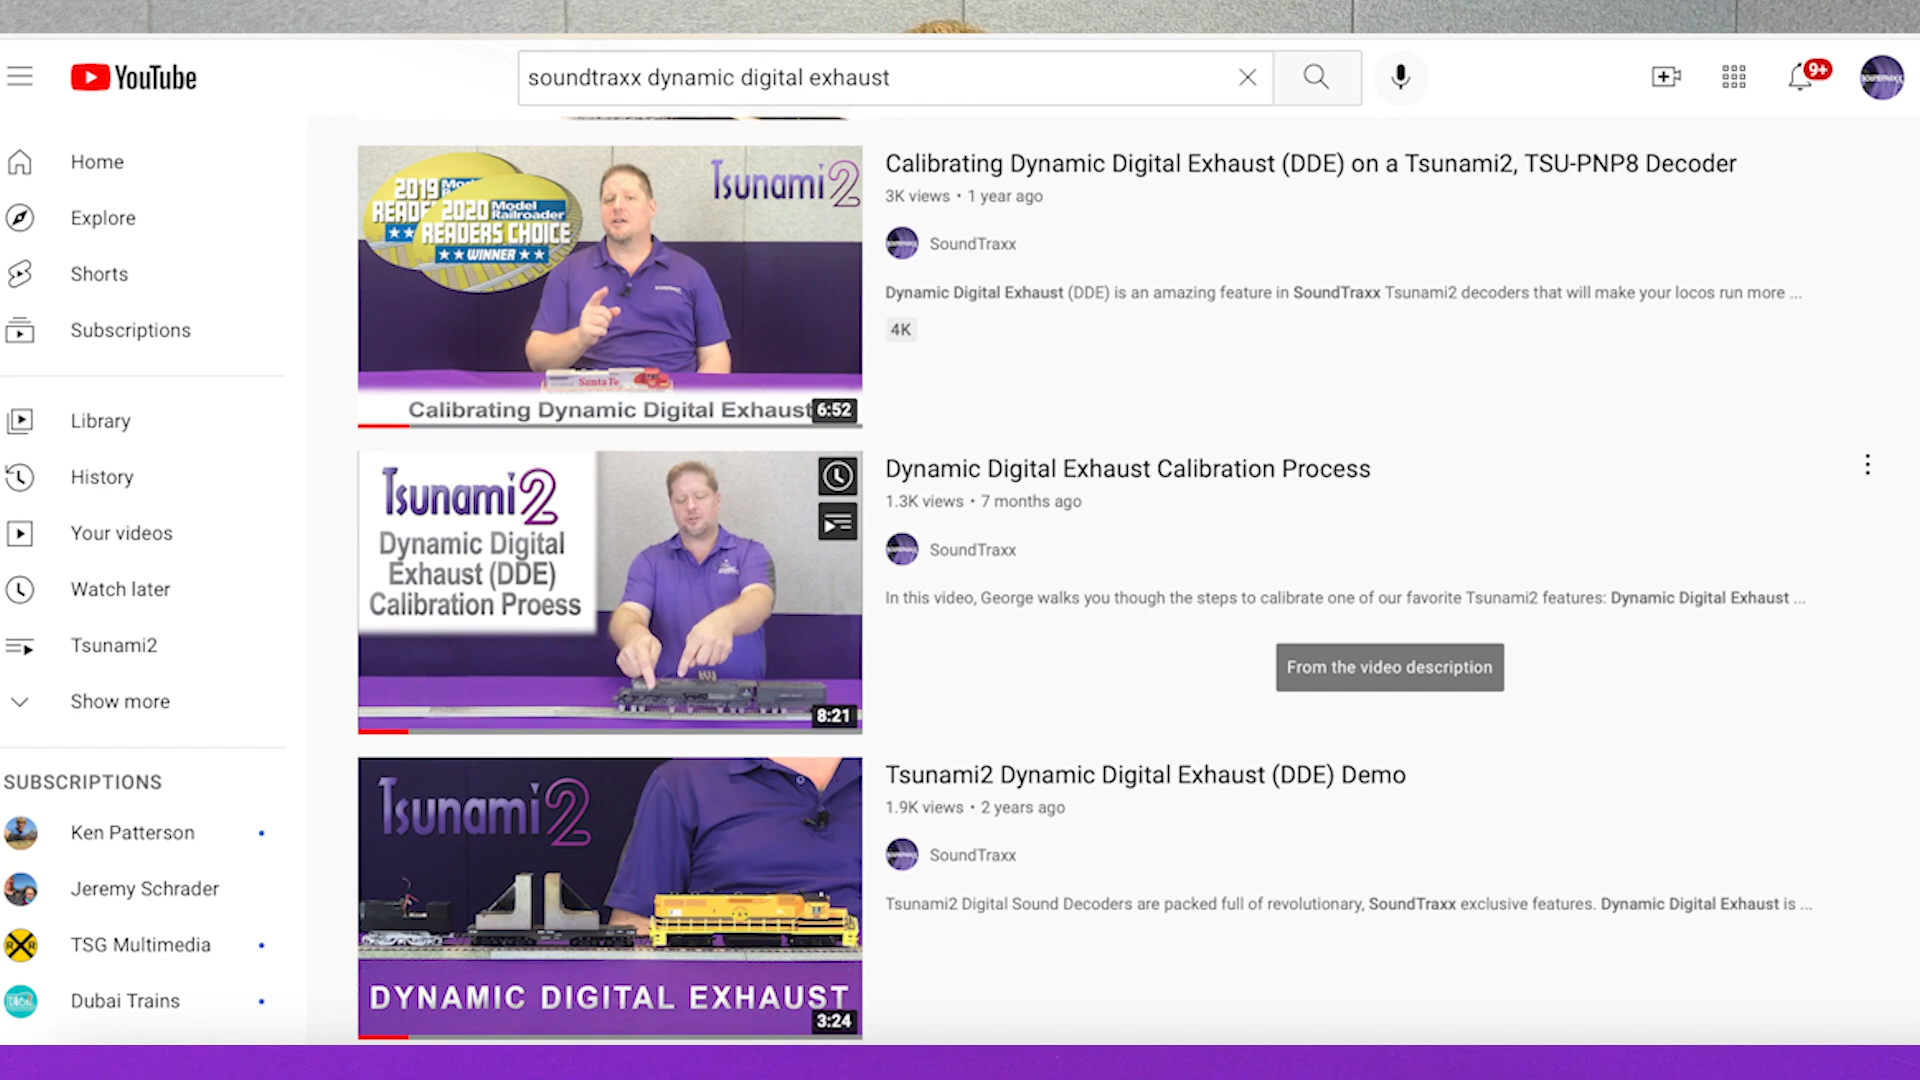 YouTube
soundtraxx dynamic digital exhaust
9+
Home
Explore
Shorts
Subscriptions
Library
History
Your videos
Watch later
Tsunami2
Show more
SUBSCRIPTIONS
Ken Patterson
Jeremy Schrader
TSG Multimedia
Dubai Trains
2019
2020 Model
Railroader
READERS CHOICE
WINNER
Tsunami2
Santa Fe
Calibrating Dynamic Digital Exhaust
6:52
Calibrating Dynamic Digital Exhaust (DDE) on a Tsunami2, TSU-PNP8 Decoder
3K views • 1 year ago
SoundTraxx
Dynamic Digital Exhaust (DDE) is an amazing feature in SoundTraxx Tsunami2 decoders that will make your locos run more ...
4K
Tsunami2
Dynamic Digital
Exhaust (DDE)
Calibration Proess
8:21
Dynamic Digital Exhaust Calibration Process
1.3K views • 7 months ago
SoundTraxx
In this video, George walks you though the steps to calibrate one of our favorite Tsunami2 features: Dynamic Digital Exhaust ...
From the video description
Tsunami2
DYNAMIC DIGITAL EXHAUST
3:24
Tsunami2 Dynamic Digital Exhaust (DDE) Demo
1.9K views • 2 years ago
SoundTraxx
Tsunami2 Digital Sound Decoders are packed full of revolutionary, SoundTraxx exclusive features. Dynamic Digital Exhaust is ...